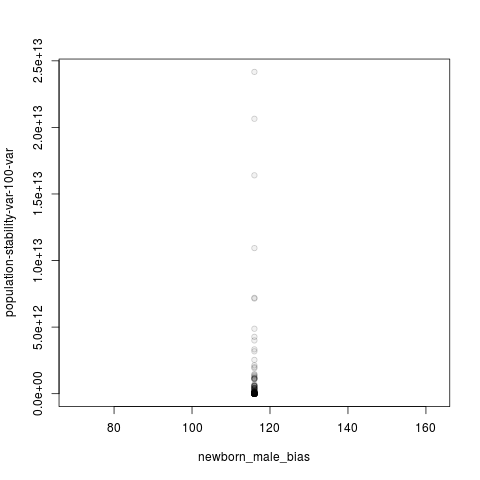 population-stability-var-100-var
2.5e+13
2.0e+13
1.5e+13
1.0e+13
5.0e+12
0.0e+00
80 100 120 140 160
newborn_male_bias